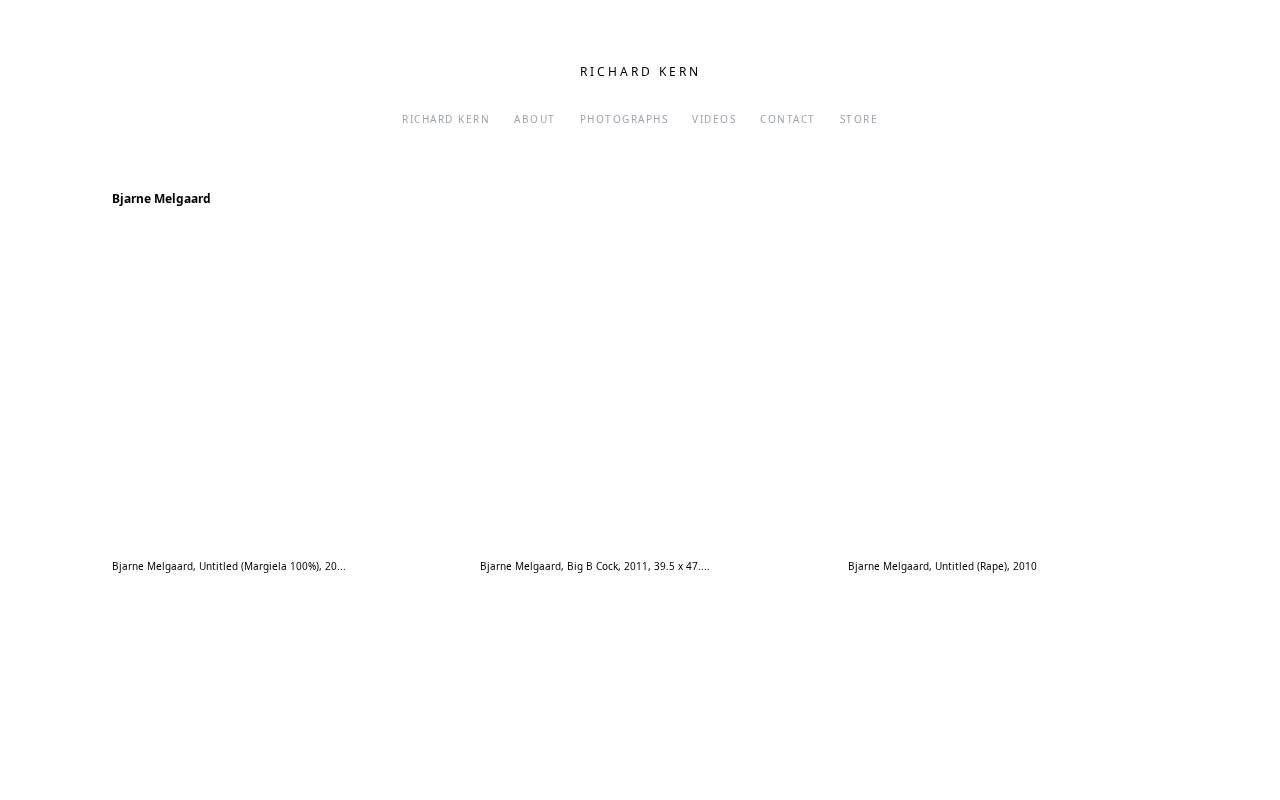 RICHARD KERN
RICHARD KERN ABOUT PHOTOGRAPHS VIDEOS CONTACT STORE
Bjarne Melgaard
Bjarne Melgaard, Untitled (Margiela 100%), 20...
Bjarne Melgaard, Big B Cock, 2011, 39.5 x 47....
Bjarne Melgaard, Untitled (Rape), 2010